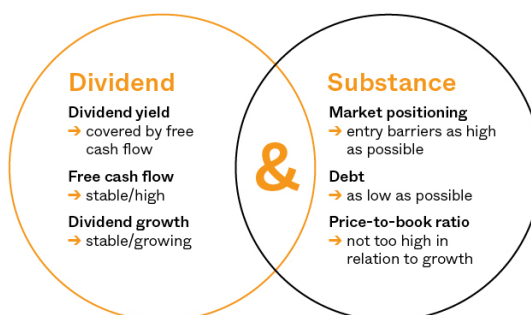 Dividend
Dividend yield
→ covered by free
cash flow
Free cash flow
→ stable/high
Dividend growth
→ stable/growing
&
Substance
Market positioning
→ entry barriers as high
as possible
Debt
→ as low as possible
Price-to-book ratio
→ not too high in
relation to growth